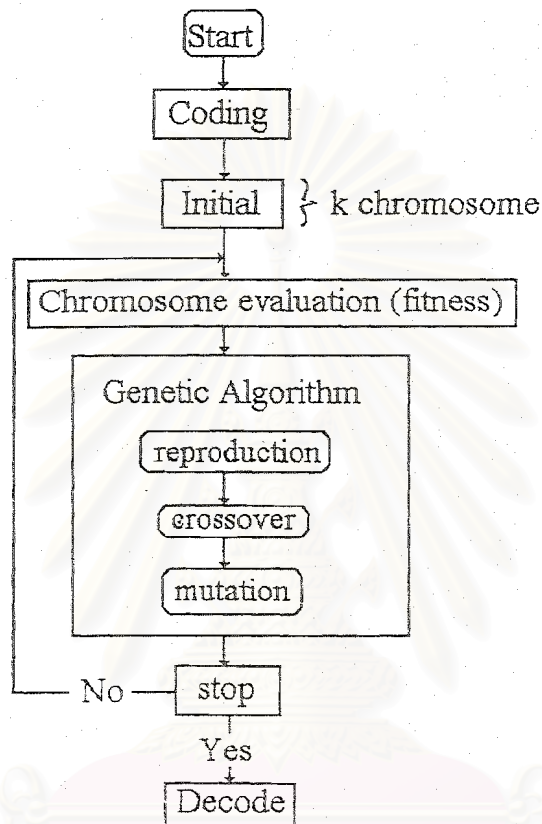 Start
Coding
Initial } k chromosome
Chromosome evaluation (fitness)
Genetic Algorithm
reproduction
crossover
mutation
No
stop
Yes
Decode